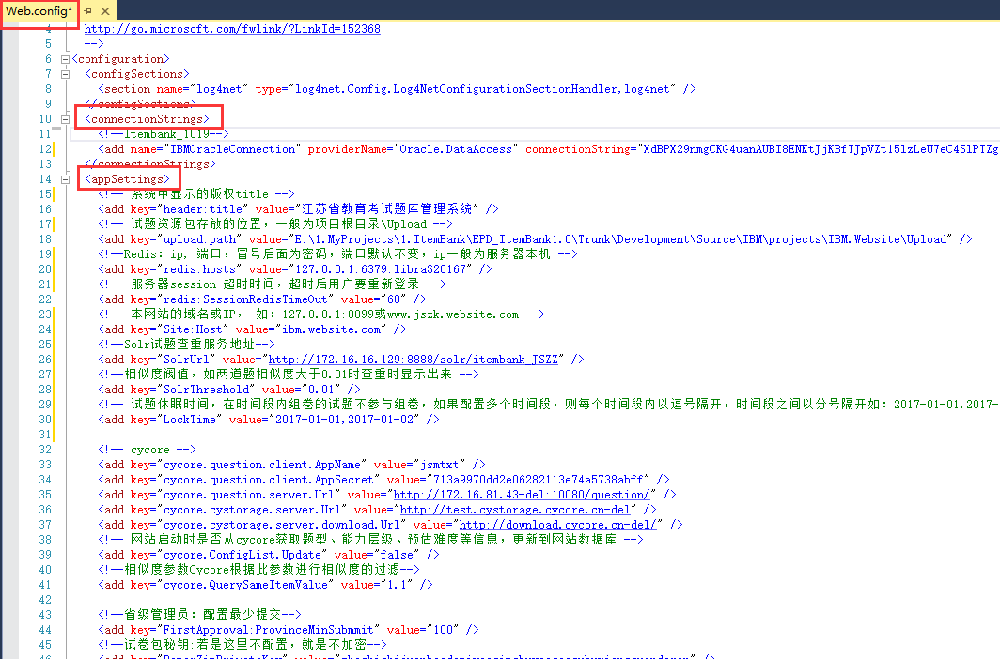 Web.config*
4 http://go.microsoft.com/fwlink/?LinkId=152368
5 -->
6 <configuration>
7 <configSections>
8 <section name="log4net" type="log4net.Config.Log4NetConfigurationSectionHandler,log4net" />
9 </configSections>
10 <connectionStrings>
11 <!--Itembank_1019-->
12 <add name="IBMOracleConnection" providerName="Oracle.DataAccess" connectionString="XdBPX29nmgCKG4uanAUBI8ENKtJjKBfTJpVZt15lzLeU7eC4SlPTZg
13 </connectionStrings>
14 <appSettings>
15 <!-- 系统中显示的版权title -->
16 <add key="header:title" value="江苏省教育考试题库管理系统" />
17 <!-- 试题资源包存放的位置，一般为项目根目录\Upload -->
18 <add key="upload:path" value="E:\1.MyProjects\1.ItemBank\EPD_ItemBank1.0\Trunk\Development\Source\IBM\projects\IBM.Website\Upload" />
19 <!--Redis：ip, 端口，冒号后面为密码，端口默认不变，ip一般为服务器本机 -->
20 <add key="redis:hosts" value="127.0.0.1:6379:libra$20167" />
21 <!-- 服务器session 超时时间，超时后用户要重新登录 -->
22 <add key="redis:SessionRedisTimeOut" value="60" />
23 <!-- 本网站的域名或IP， 如：127.0.0.1:8099或www.jszk.website.com -->
24 <add key="Site:Host" value="ibm.website.com" />
25 <!--Solr试题查重服务地址-->
26 <add key="SolrUrl" value="http://172.16.16.129:8888/solr/itembank_JSZZ" />
27 <!--相似度阀值，如两道题相似度大于0.01时查重时显示出来 -->
28 <add key="SolrThreshold" value="0.01" />
29 <!-- 试题休眠时间，在时间段内组卷的试题不参与组卷，如果配置多个时间段，则每个时间段内以逗号隔开，时间段之间以分号隔开如：2017-01-01,2017-
30 <add key="LockTime" value="2017-01-01,2017-01-02" />
31
32 <!-- cycore -->
33 <add key="cycore.question.client.AppName" value="jsmtxt" />
34 <add key="cycore.question.client.AppSecret" value="713a9970dd2e06282113e74a5738abff" />
35 <add key="cycore.question.server.Url" value="http://172.16.81.43-del:10080/question/" />
36 <add key="cycore.cystorage.server.Url" value="http://test.cystorage.cycore.cn-del" />
37 <add key="cycore.cystorage.server.download.Url" value="http://download.cycore.cn-del/" />
38 <!-- 网站启动时是否从cycore获取题型、能力层级、预估难度等信息，更新到网站数据库 -->
39 <add key="cycore.ConfigList.Update" value="false" />
40 <!--相似度参数Cycore根据此参数进行相似度的过滤-->
41 <add key="cycore.QuerySameItemValue" value="1.1" />
42
43 <!--省级管理员：配置最少提交-->
44 <add key="FirstApproval:ProvinceMinSubmmit" value="100" />
45 <!--试卷包秘钥:若是这里不配置，就是不加密-->